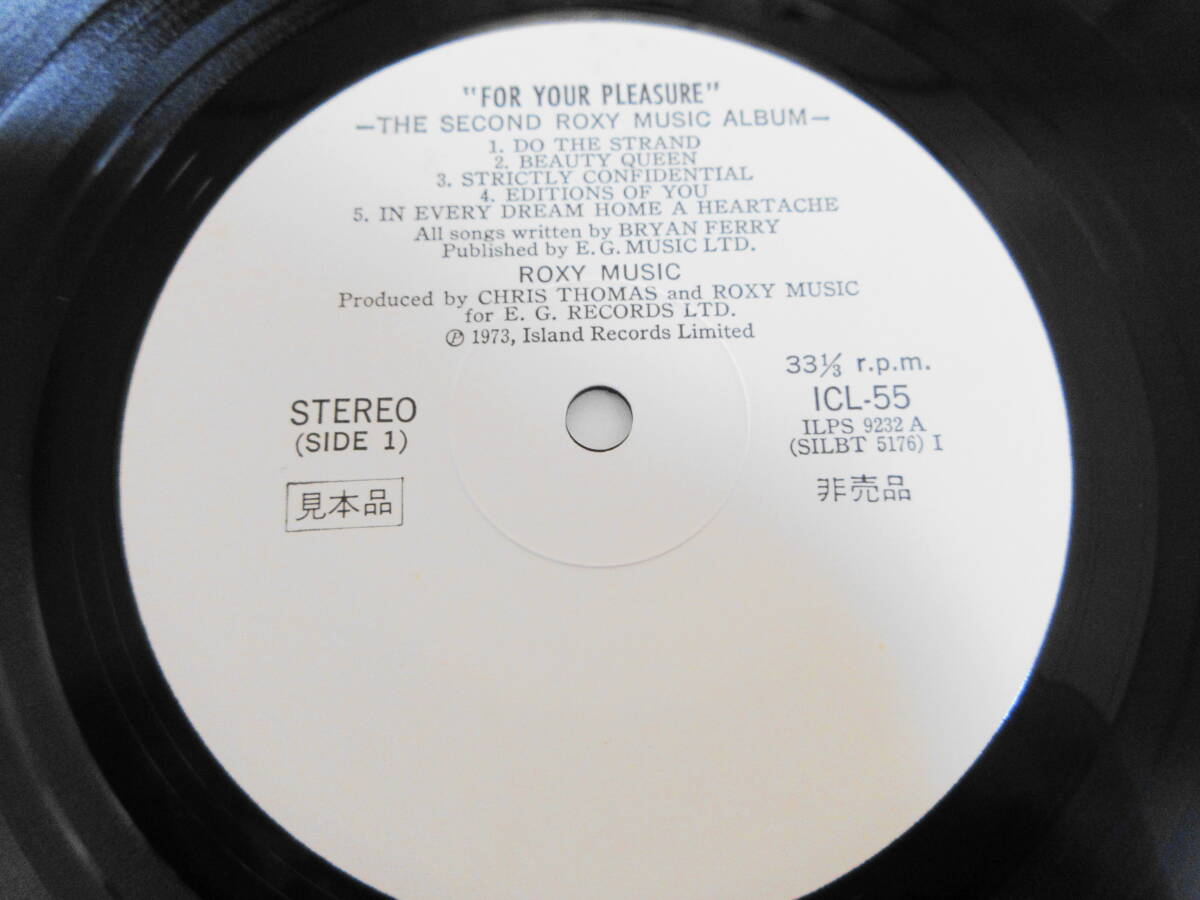 "FOR YOUR PLEASURE"
—THE SECOND ROXY MUSIC ALBUM—
1. DO THE STRAND
2. BEAUTY QUEEN
3. STRICTLY CONFIDENTIAL
4. EDITIONS OF YOU
5. IN EVERY DREAM HOME A HEARTACHE
All songs written by BRYAN FERRY
Published by E. G. MUSIC LTD.
ROXY MUSIC
Produced by CHRIS THOMAS and ROXY MUSIC
for E. G. RECORDS LTD.
Ⓟ 1973, Island Records Limited
33⅓ r.p.m.
STEREO
(SIDE 1)
ICL-55
ILPS 9232 A
(SILBT 5176) I
見本品
非売品